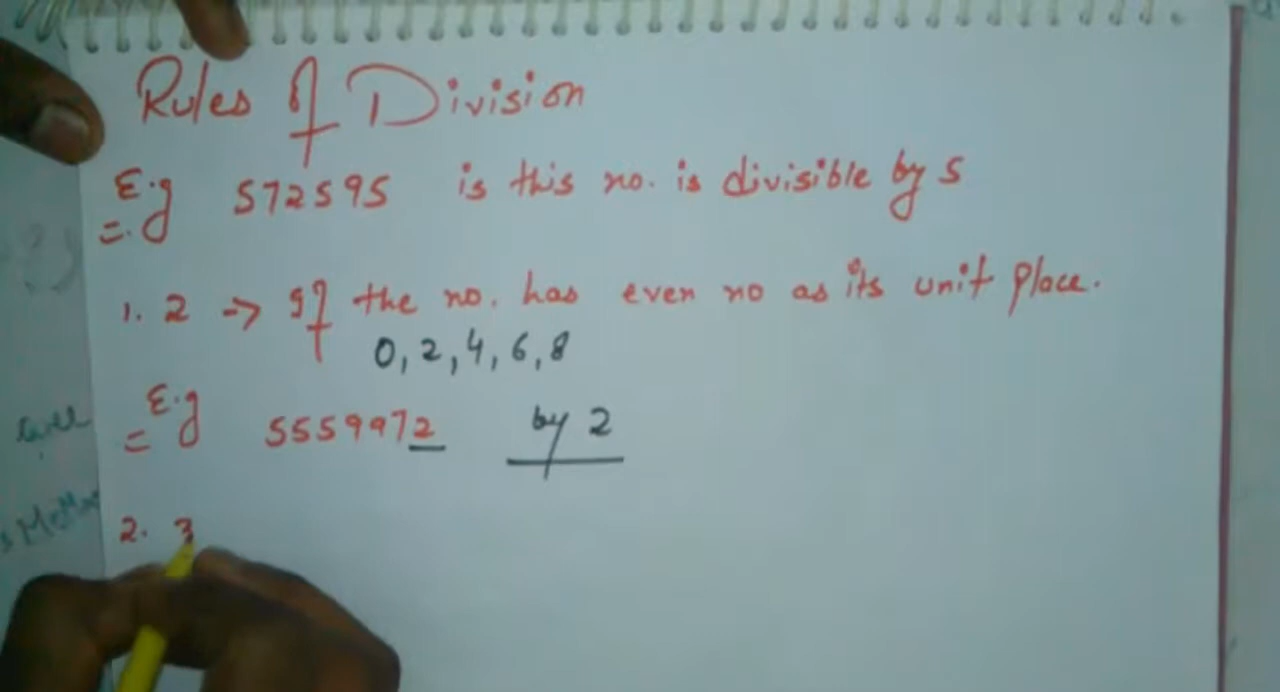 Rules of Division
E.g 572595 is this no. is divisible by 5
1. 2 → If the no. has even no as its unit place.
0, 2, 4, 6, 8
E.g 5559972 by 2
2. 3